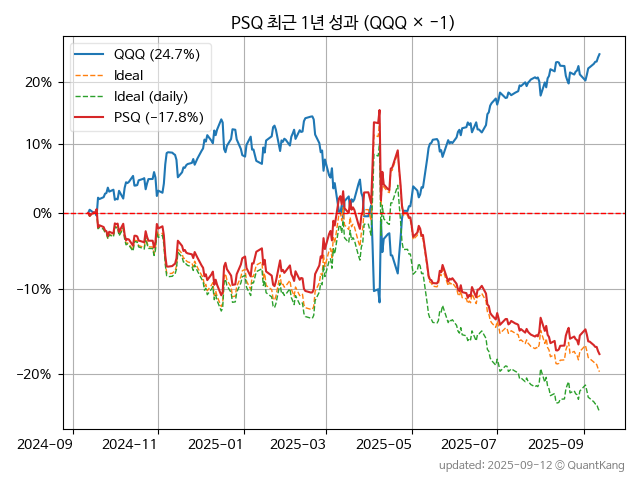 PSQ 최근 1년 성과 (QQQ × −1)
QQQ (24.7%)
Ideal
Ideal (daily)
PSQ (−17.8%)
20%
10%
0%
−10%
−20%
2024-09
2024-11
2025-01
2025-03
2025-05
2025-07
2025-09
updated: 2025-09-12 © QuantKang